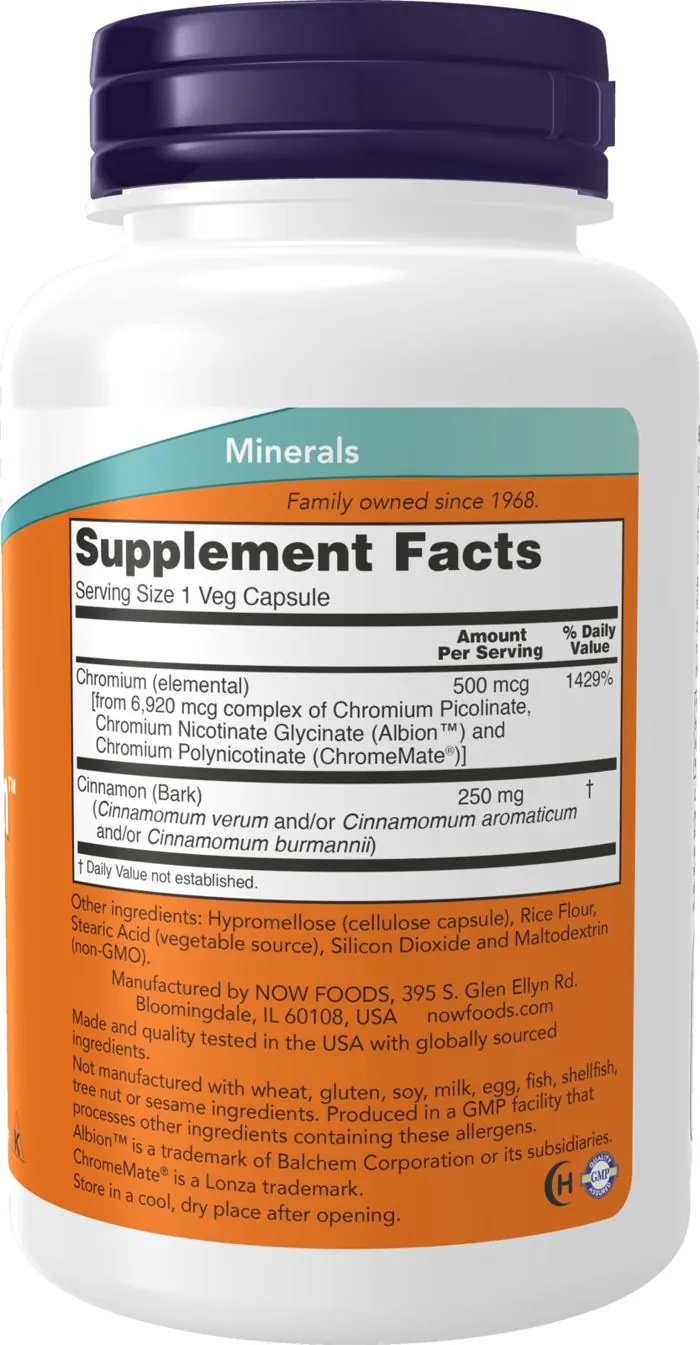 Minerals
Family owned since 1968.
Supplement Facts
Serving Size 1 Veg Capsule
Amount Per Serving
% Daily Value
Chromium (elemental) 500 mcg 1429%
[from 6,920 mcg complex of Chromium Picolinate,
Chromium Nicotinate Glycinate (Albion™) and
Chromium Polynicotinate (ChromeMate®)]
Cinnamon (Bark) 250 mg †
(Cinnamomum verum and/or Cinnamomum aromaticum
and/or Cinnamomum burmannii)
† Daily Value not established.
Other ingredients: Hypromellose (cellulose capsule), Rice Flour,
Stearic Acid (vegetable source), Silicon Dioxide and Maltodextrin
(non-GMO).
Manufactured by NOW FOODS, 395 S. Glen Ellyn Rd.
Bloomingdale, IL 60108, USA nowfoods.com
Made and quality tested in the USA with globally sourced
ingredients.
Not manufactured with wheat, gluten, soy, milk, egg, fish, shellfish,
tree nut or sesame ingredients. Produced in a GMP facility that
processes other ingredients containing these allergens.
Albion™ is a trademark of Balchem Corporation or its subsidiaries.
ChromeMate® is a Lonza trademark.
Store in a cool, dry place after opening.
H
QUALITY
GMP
ASSURED
K
™